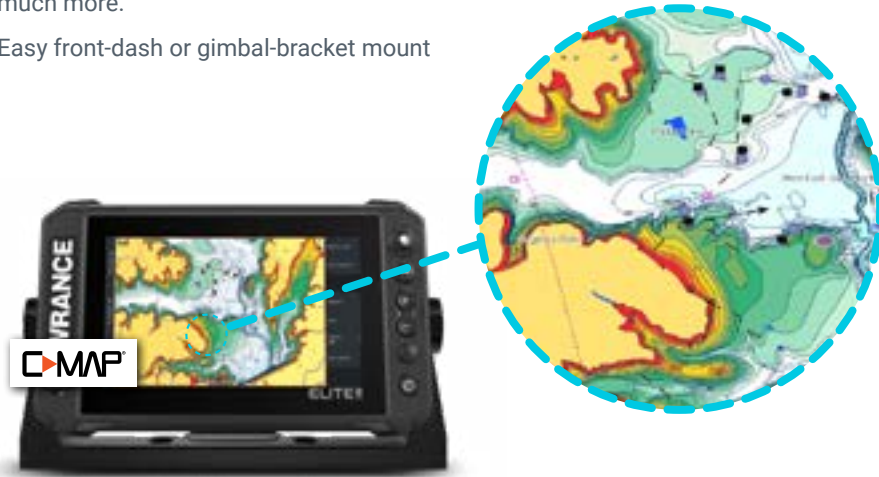 much more.
Easy front-dash or gimbal-bracket mount
WRANCE
C-MAP
ELITE